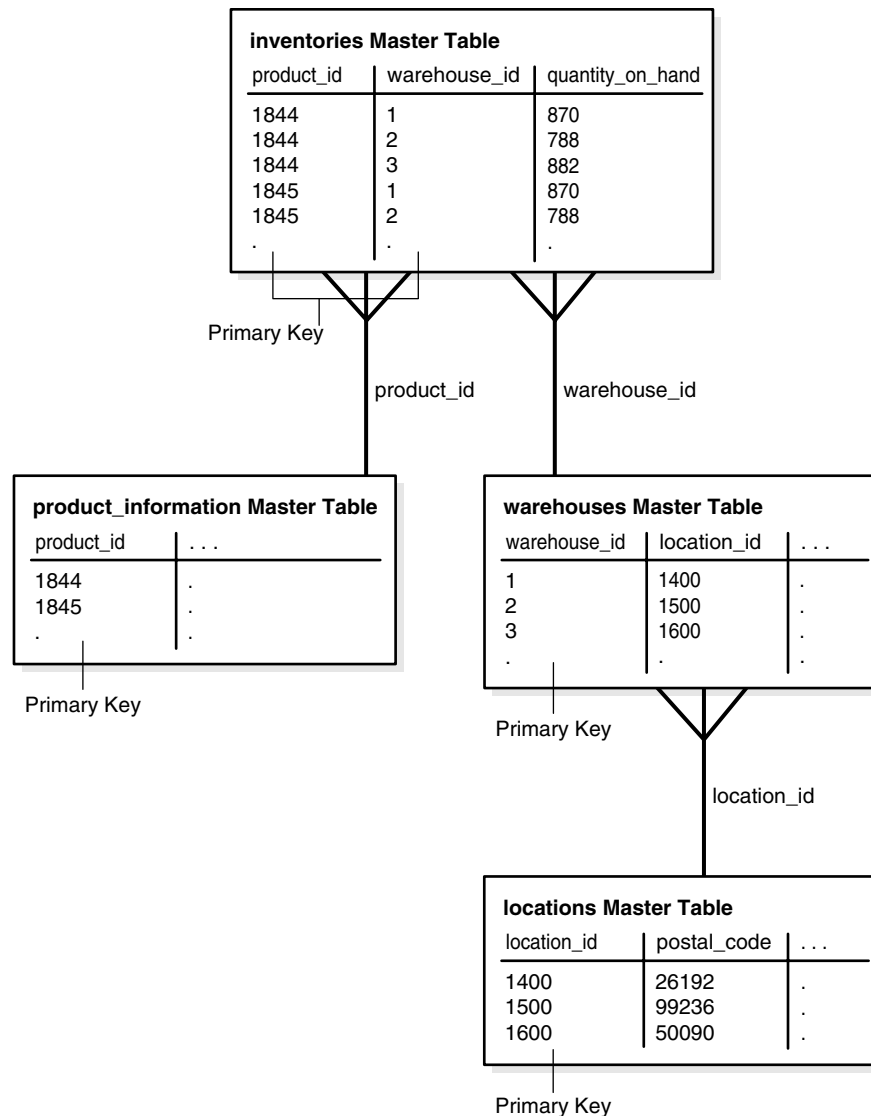 inventories Master Table
product_id warehouse_id quantity_on_hand
1844 1 870
1844 2 788
1844 3 882
1845 1 870
1845 2 788
. . .
Primary Key
product_id warehouse_id
product_information Master Table
product_id . . .
1844 .
1845 .
. .
Primary Key
warehouses Master Table
warehouse_id location_id . . .
1 1400 .
2 1500 .
3 1600 .
. . .
Primary Key
location_id
locations Master Table
location_id postal_code . . .
1400 26192 .
1500 99236 .
1600 50090 .
Primary Key